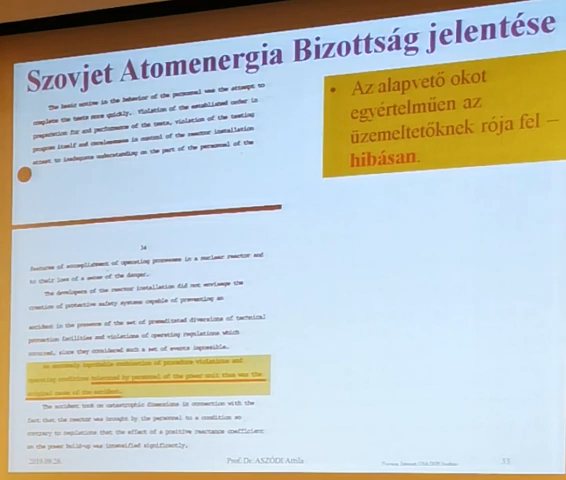 Szovjet Atomenergia Bizottság jelentése
The basic motive in the behavior of the personnel was the attempt to
complete the tests more quickly. Violation of the established order in
preparation for and performance of the tests, violation of the testing
program itself and carelessness in control of the reactor installation
attest to inadequate understanding on the part of the personnel of the
• Az alapvető okot
egyértelműen az
üzemeltetőknek rója fel –
hibásan.
34
features of accomplishment of operating processes in a nuclear reactor and
to their loss of a sense of the danger.
The developers of the reactor installation did not envisage the
creation of protective safety systems capable of preventing an
accident in the presence of the set of premeditated diversions of technical
protection facilities and violations of operating regulations which
occurred, since they considered such a set of events impossible.
An extremely improbable combination of procedure violations and
operating conditions tolerated by personnel of the power unit thus was the
original cause of the accident.
The accident took on catastrophic dimensions in connection with the
fact that the reactor was brought by the personnel to a condition so
contrary to regulations that the effect of a positive reactance coefficient
on the power build-up was intensified significantly.
2019.09.28.
Prof. Dr. ASZÓDI Attila
53